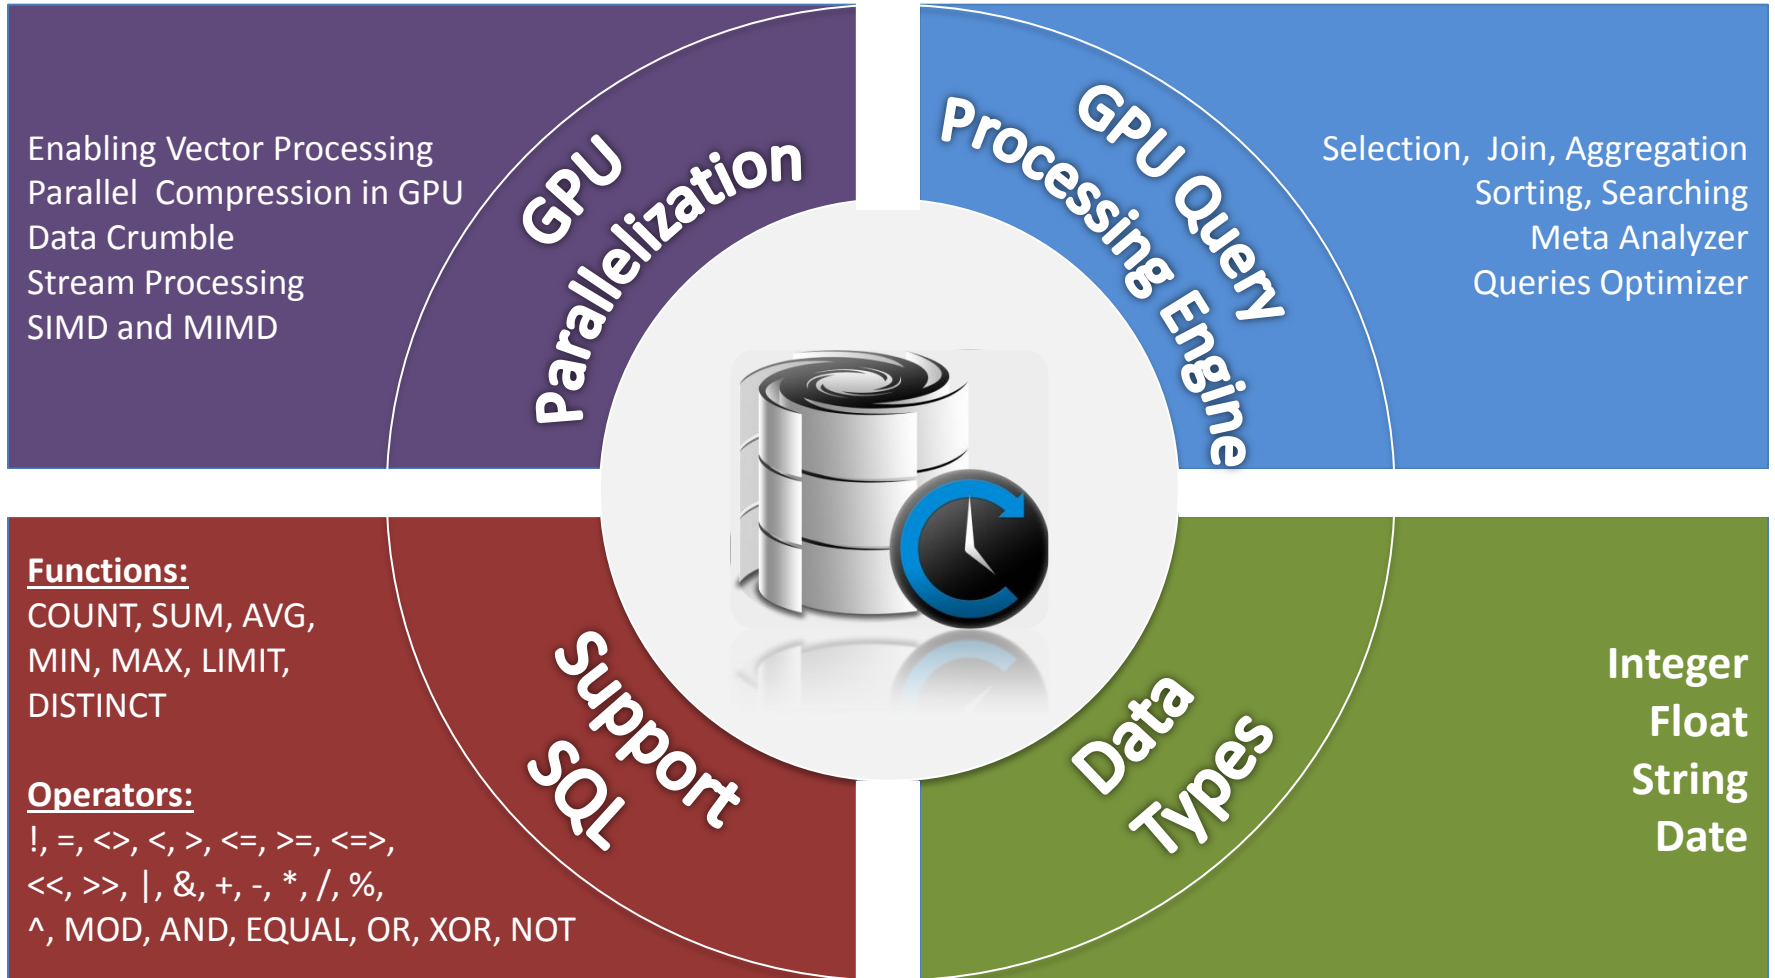 Enabling Vector Processing
Parallel Compression in GPU
Data Crumble
Stream Processing
SIMD and MIMD
GPU
Parallelization
GPU Query
Processing Engine
Selection, Join, Aggregation
Sorting, Searching
Meta Analyzer
Queries Optimizer
Functions:
COUNT, SUM, AVG,
MIN, MAX, LIMIT,
DISTINCT
Operators:
!, =, <>, <, >, <=, >=, <=>,
<<, >>, |, &, +, -, *, /, %,
^, MOD, AND, EQUAL, OR, XOR, NOT
Support
SQL
Data
Types
Integer
Float
String
Date